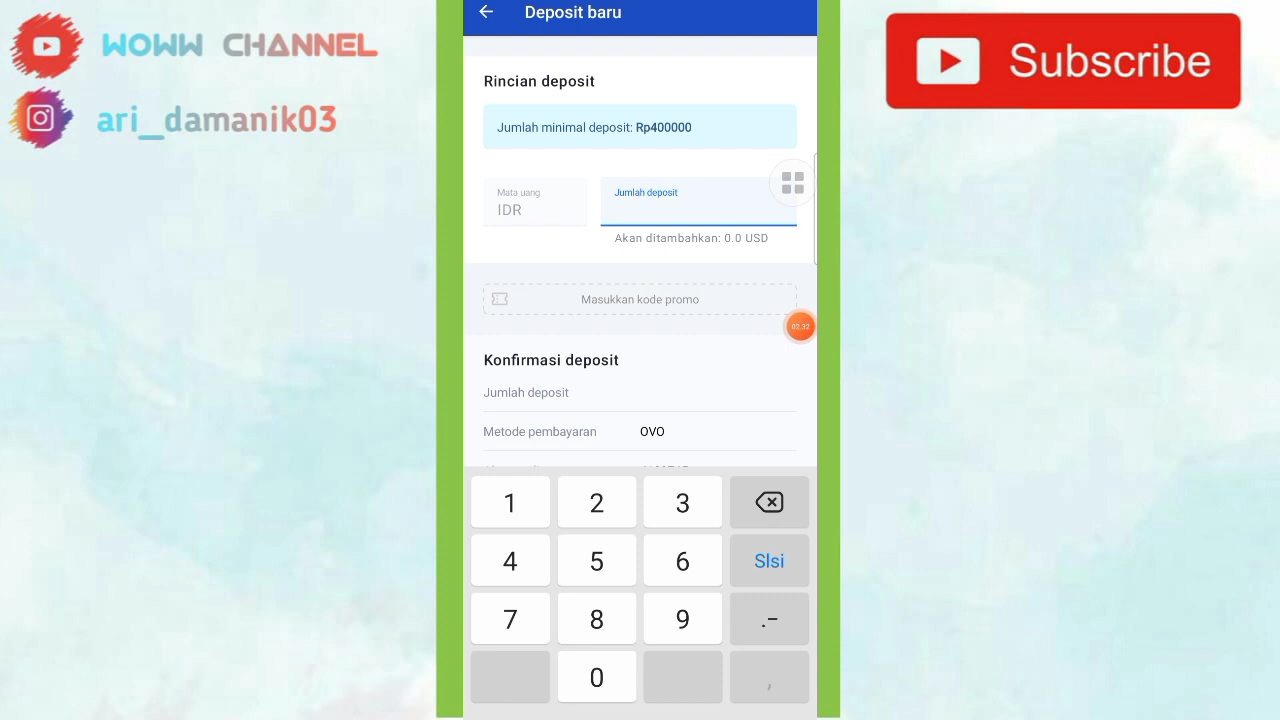 WOWW CHANNEL
ari_damanik03
Subscribe
Deposit baru
Rincian deposit
Jumlah minimal deposit: Rp400000
Mata uang
IDR
Jumlah deposit
Akan ditambahkan: 0.0 USD
Masukkan kode promo
02:32
Konfirmasi deposit
Jumlah deposit
Metode pembayaran OVO
1 2 3
4 5 6 Slsi
7 8 9 .-
0 ,